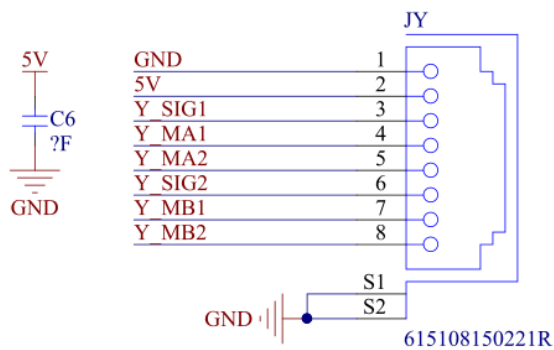 JY
5V
C6
?F
GND
GND 1
5V 2
Y_SIG1 3
Y_MA1 4
Y_MA2 5
Y_SIG2 6
Y_MB1 7
Y_MB2 8
S1
S2
GND
615108150221R